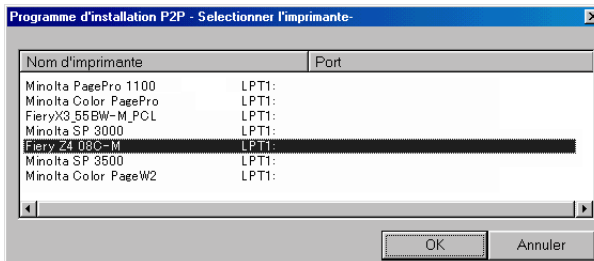 Programme d'installation P2P - Selectionner l'imprimante-
Nom d'imprimante Port
Minolta PagePro 1100 LPT1:
Minolta Color PagePro LPT1:
FieryX3_55BW-M_PCL LPT1:
Minolta SP 3000 LPT1:
Fiery Z4 08C-M LPT1:
Minolta SP 3500 LPT1:
Minolta Color PageW2 LPT1:
OK Annuler